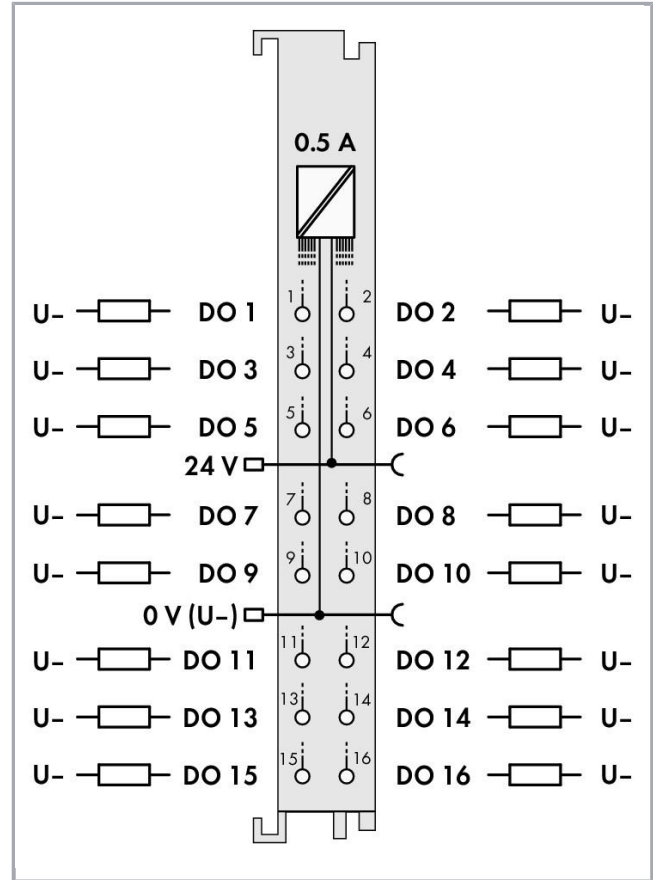 0.5 A
U– DO 1 1 2 DO 2 U–
U– DO 3 3 4 DO 4 U–
U– DO 5 5 6 DO 6 U–
24 V
U– DO 7 7 8 DO 8 U–
U– DO 9 9 10 DO 10 U–
0 V (U–)
U– DO 11 11 12 DO 12 U–
U– DO 13 13 14 DO 14 U–
U– DO 15 15 16 DO 16 U–